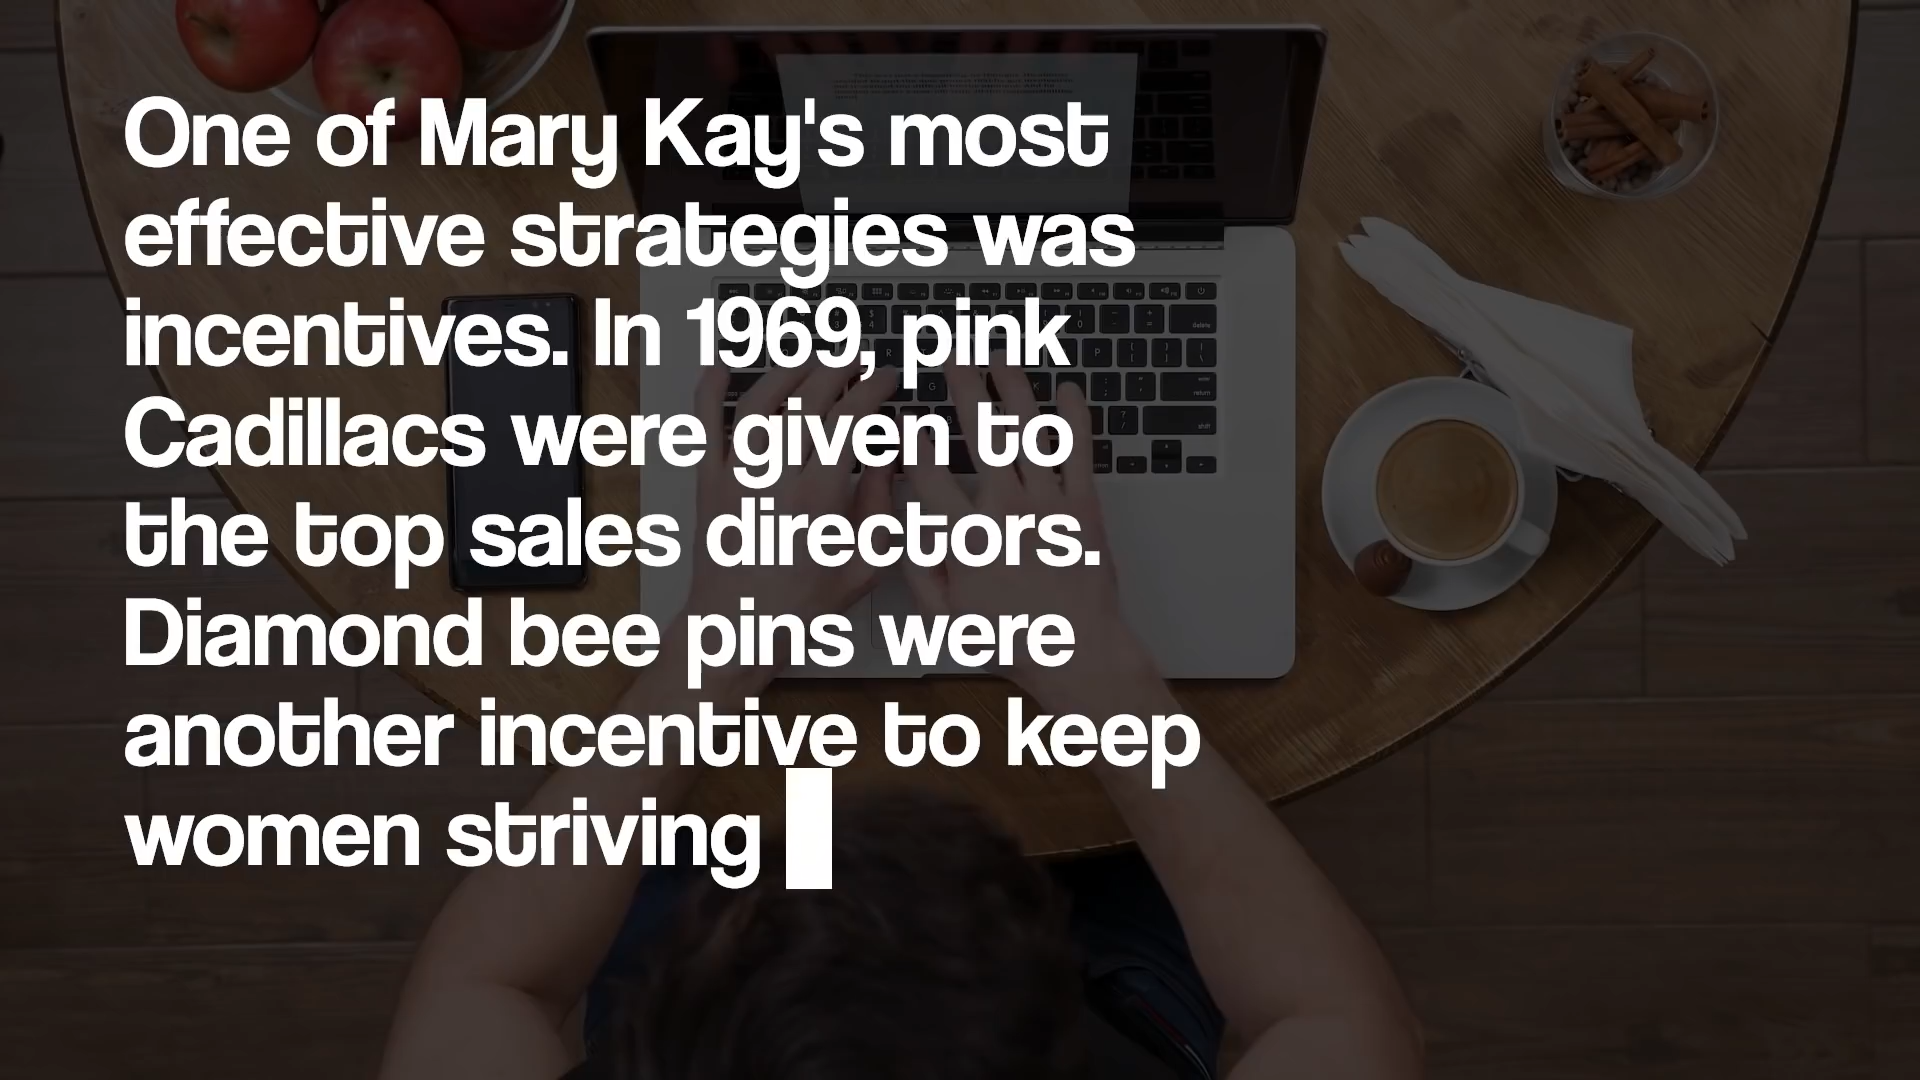 One of Mary Kay's most
effective strategies was
incentives. In 1969, pink
Cadillacs were given to
the top sales directors.
Diamond bee pins were
another incentive to keep
women striving